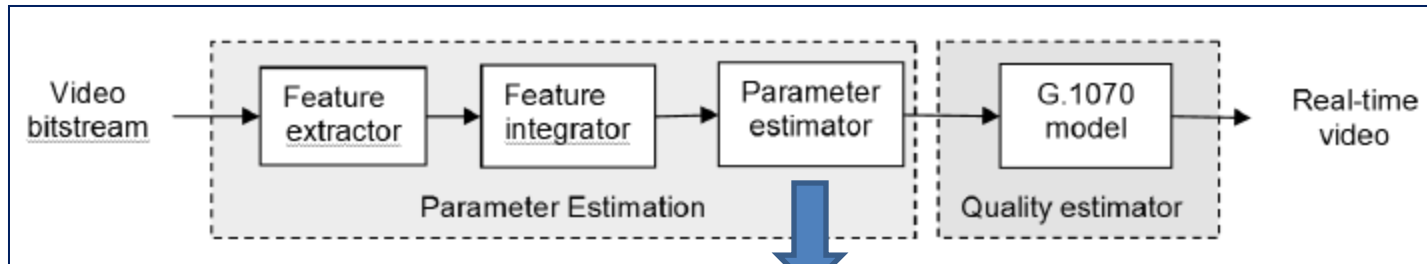 Video
bitstream
Feature
extractor
Feature
integrator
Parameter
estimator
G.1070
model
Real-time
video
Parameter Estimation
Quality estimator